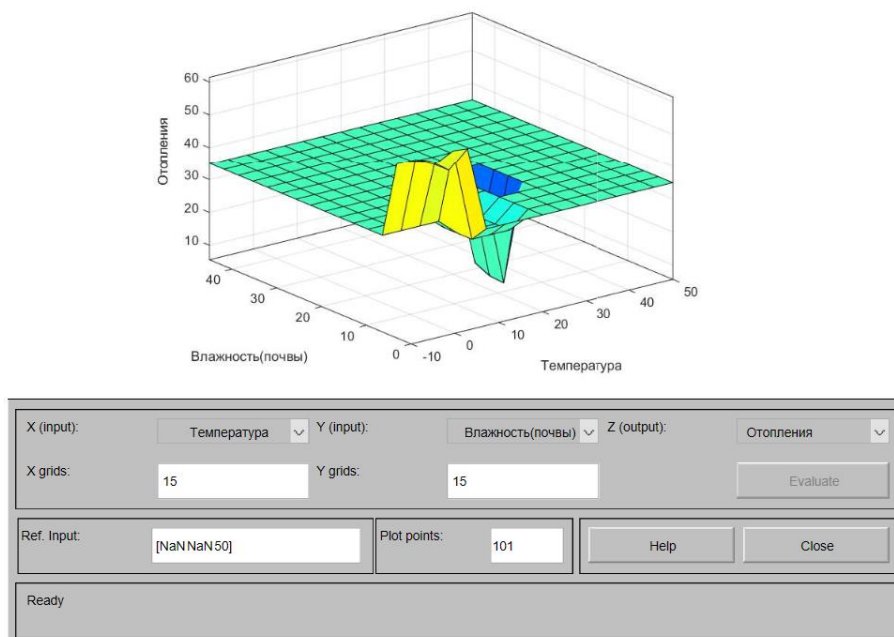 60
50
40
30
20
10
Отопления
40
30
20
10
0
Влажность(почвы)
-10
0
10
20
30
40
50
Температура
X (input):
Температура
Y (input):
Влажность(почвы)
Z (output):
Отопления
X grids:
15
Y grids:
15
Evaluate
Ref. Input:
[NaN NaN 50]
Plot points:
101
Help
Close
Ready